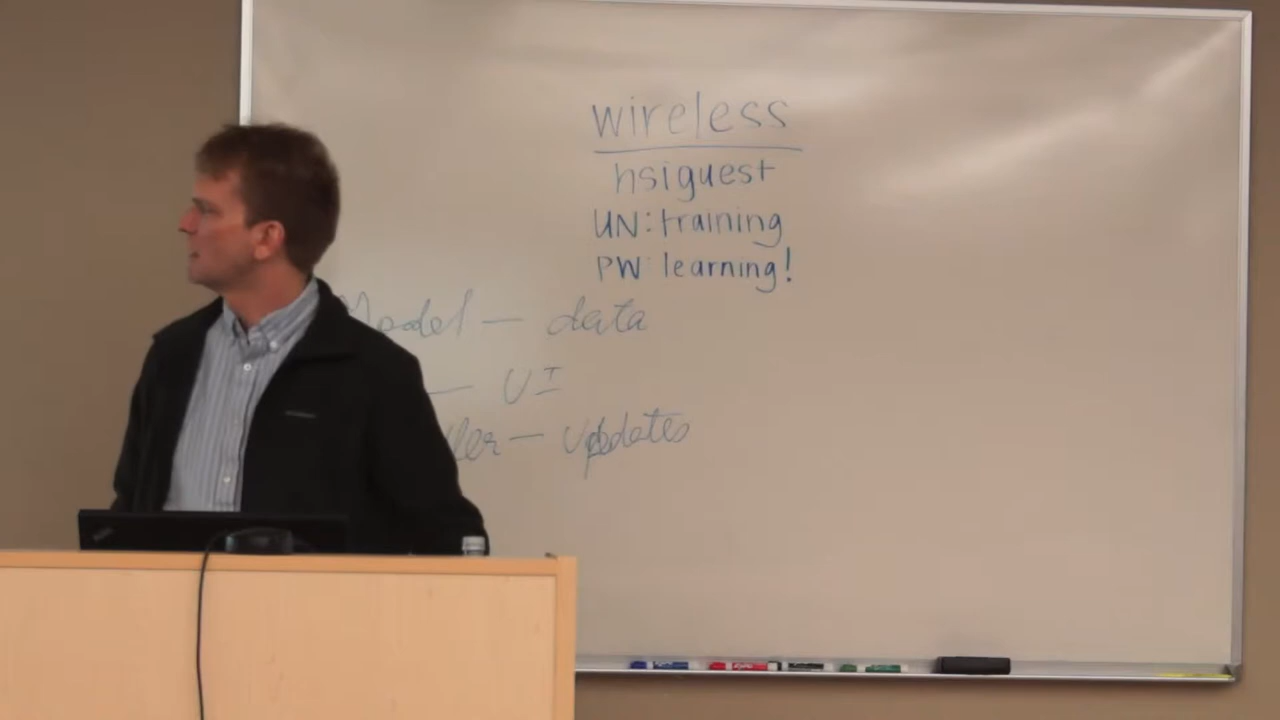 wireless
hsiguest
UN: training
PW: learning!
Model — data
— UI
ller — updates